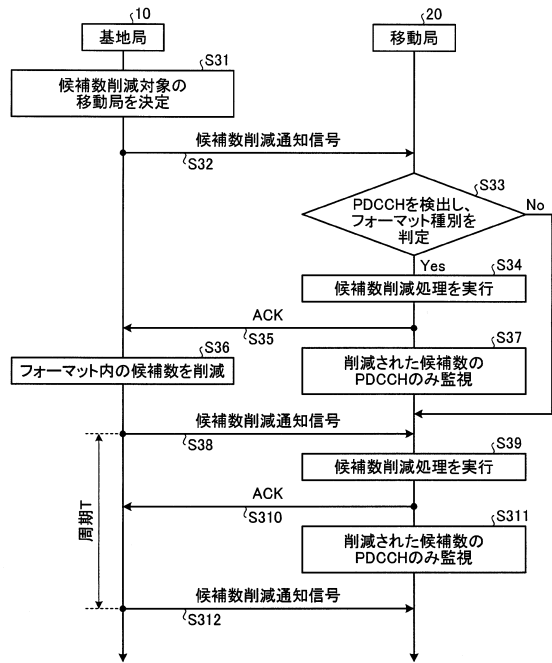 10
20
基地局
移動局
S31
候補数削減対象の
移動局を決定
候補数削減通知信号
S32
S33
PDCCHを検出し、
フォーマット種別を
判定
No
Yes
S34
候補数削減処理を実行
ACK
S35
S36
フォーマット内の候補数を削減
S37
削減された候補数の
PDCCHのみ監視
候補数削減通知信号
S38
S39
候補数削減処理を実行
ACK
S310
周期T
S311
削減された候補数の
PDCCHのみ監視
候補数削減通知信号
S312